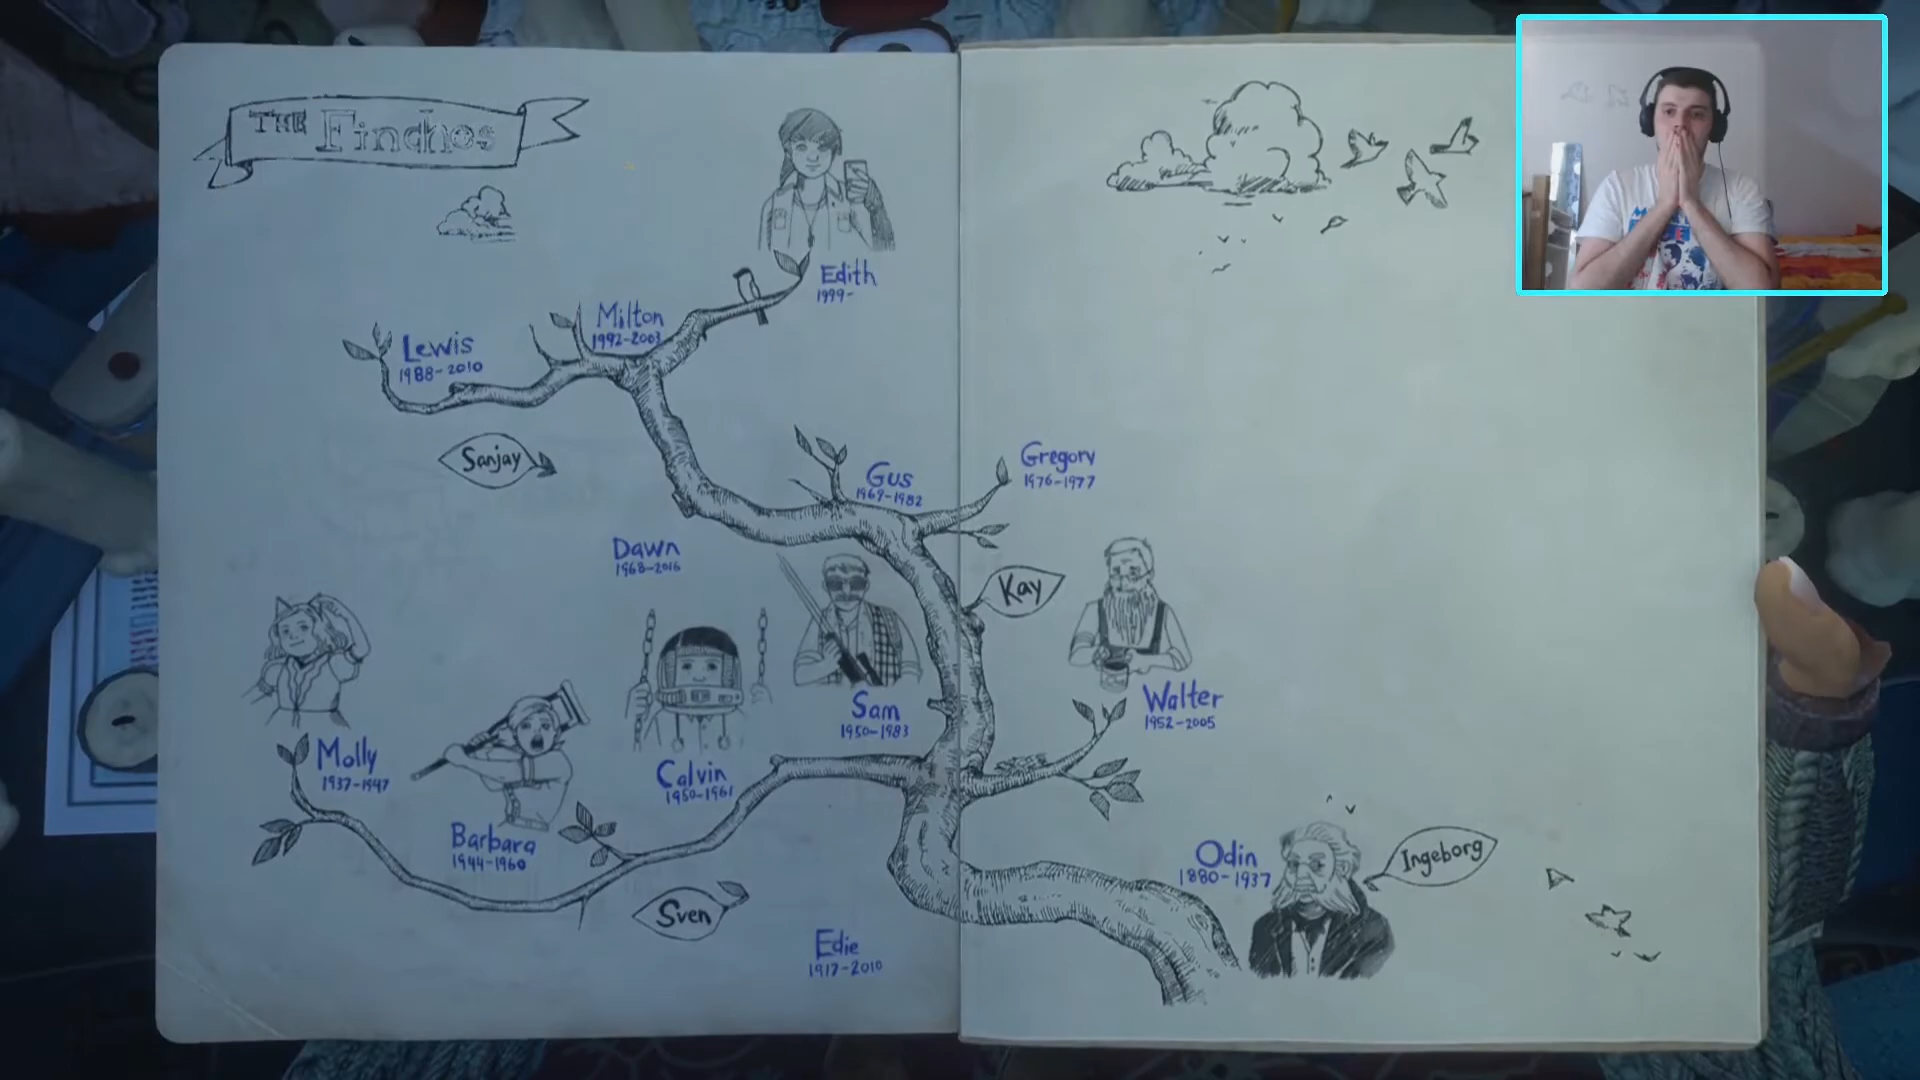 THE Finches
Edith
1999-
Milton
1992-2003
Lewis
1988-2010
Sanjay
Gus
1969-1982
Gregory
1976-1977
Dawn
1968-2016
Kay
Sam
1950-1983
Walter
1952-2005
Molly
1937-1947
Calvin
1950-1961
Barbara
1944-1960
Odin
1880-1937
Ingeborg
Sven
Edie
1917-2010